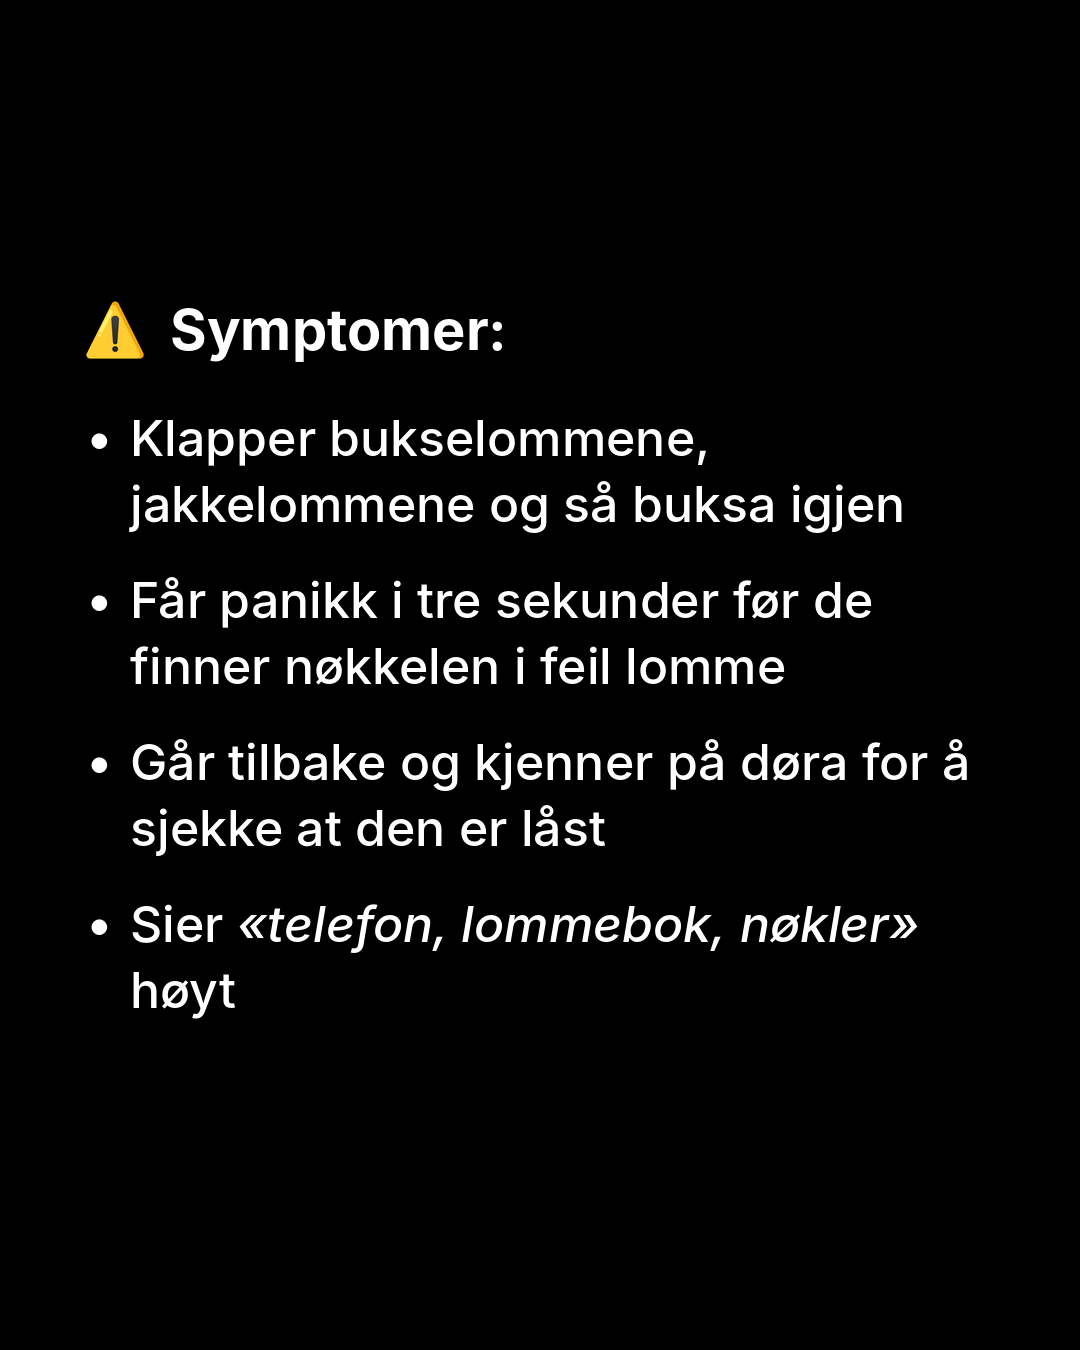 ⚠️ Symptomer:
• Klapper bukselommene,
jakkelommene og så buksa igjen
• Får panikk i tre sekunder før de
finner nøkkelen i feil lomme
• Går tilbake og kjenner på døra for å
sjekke at den er låst
• Sier «telefon, lommebok, nøkler»
høyt